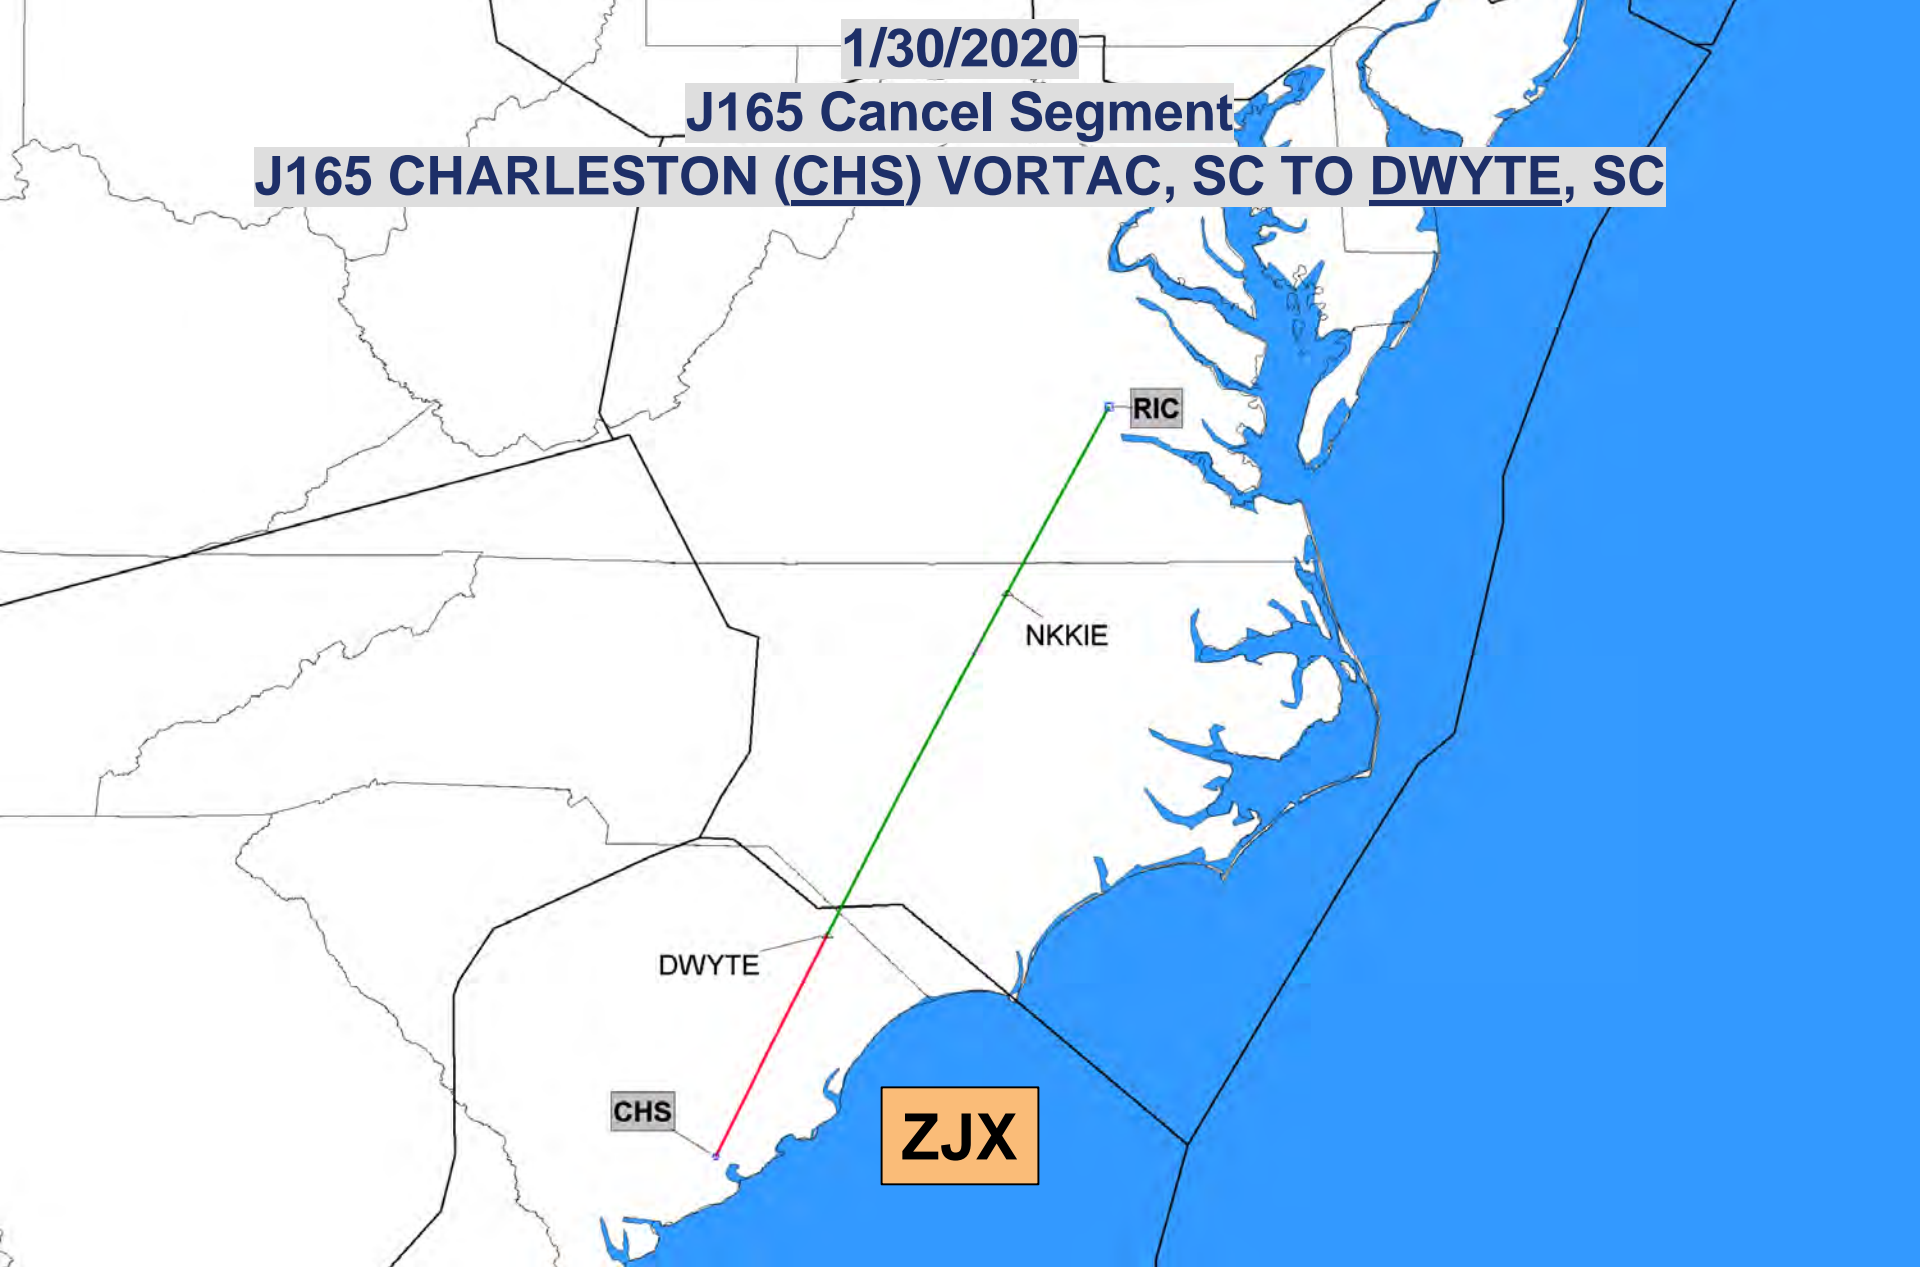 1/30/2020
J165 Cancel Segment
J165 CHARLESTON (CHS) VORTAC, SC TO DWYTE, SC
RIC
NKKIE
DWYTE
CHS
ZJX